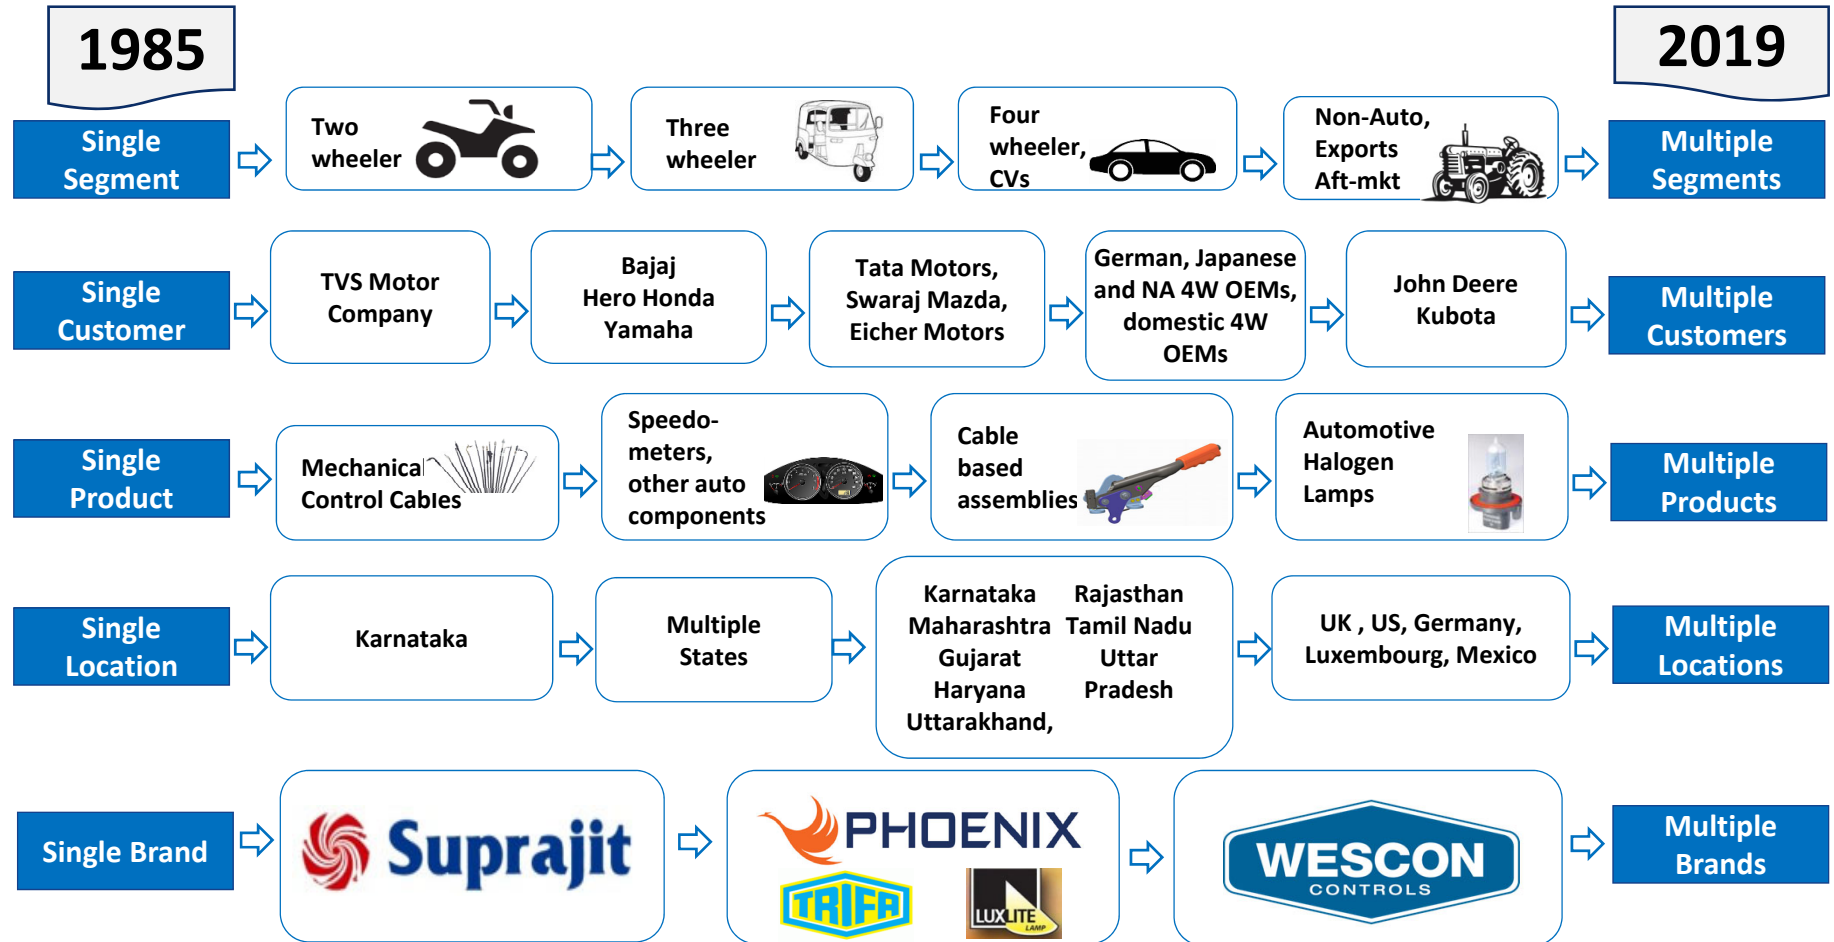 1985
2019
Single
Segment
Two
wheeler
Three
wheeler
Four
wheeler,
CVs
Non-Auto,
Exports
Aft-mkt
Multiple
Segments
Single
Customer
TVS Motor
Company
Bajaj
Hero Honda
Yamaha
Tata Motors,
Swaraj Mazda,
Eicher Motors
German, Japanese
and NA 4W OEMs,
domestic 4W
OEMs
John Deere
Kubota
Multiple
Customers
Single
Product
Mechanical
Control Cables
Speedo-
meters,
other auto
components
Cable
based
assemblies
Automotive
Halogen
Lamps
Multiple
Products
Single
Location
Karnataka
Multiple
States
Karnataka Rajasthan
Maharashtra Tamil Nadu
Gujarat Uttar
Haryana Pradesh
Uttarakhand,
UK , US, Germany,
Luxembourg, Mexico
Multiple
Locations
Single Brand
Suprajit
PHOENIX
TRIFA
LUXLITE
LAMP
WESCON
CONTROLS
Multiple
Brands